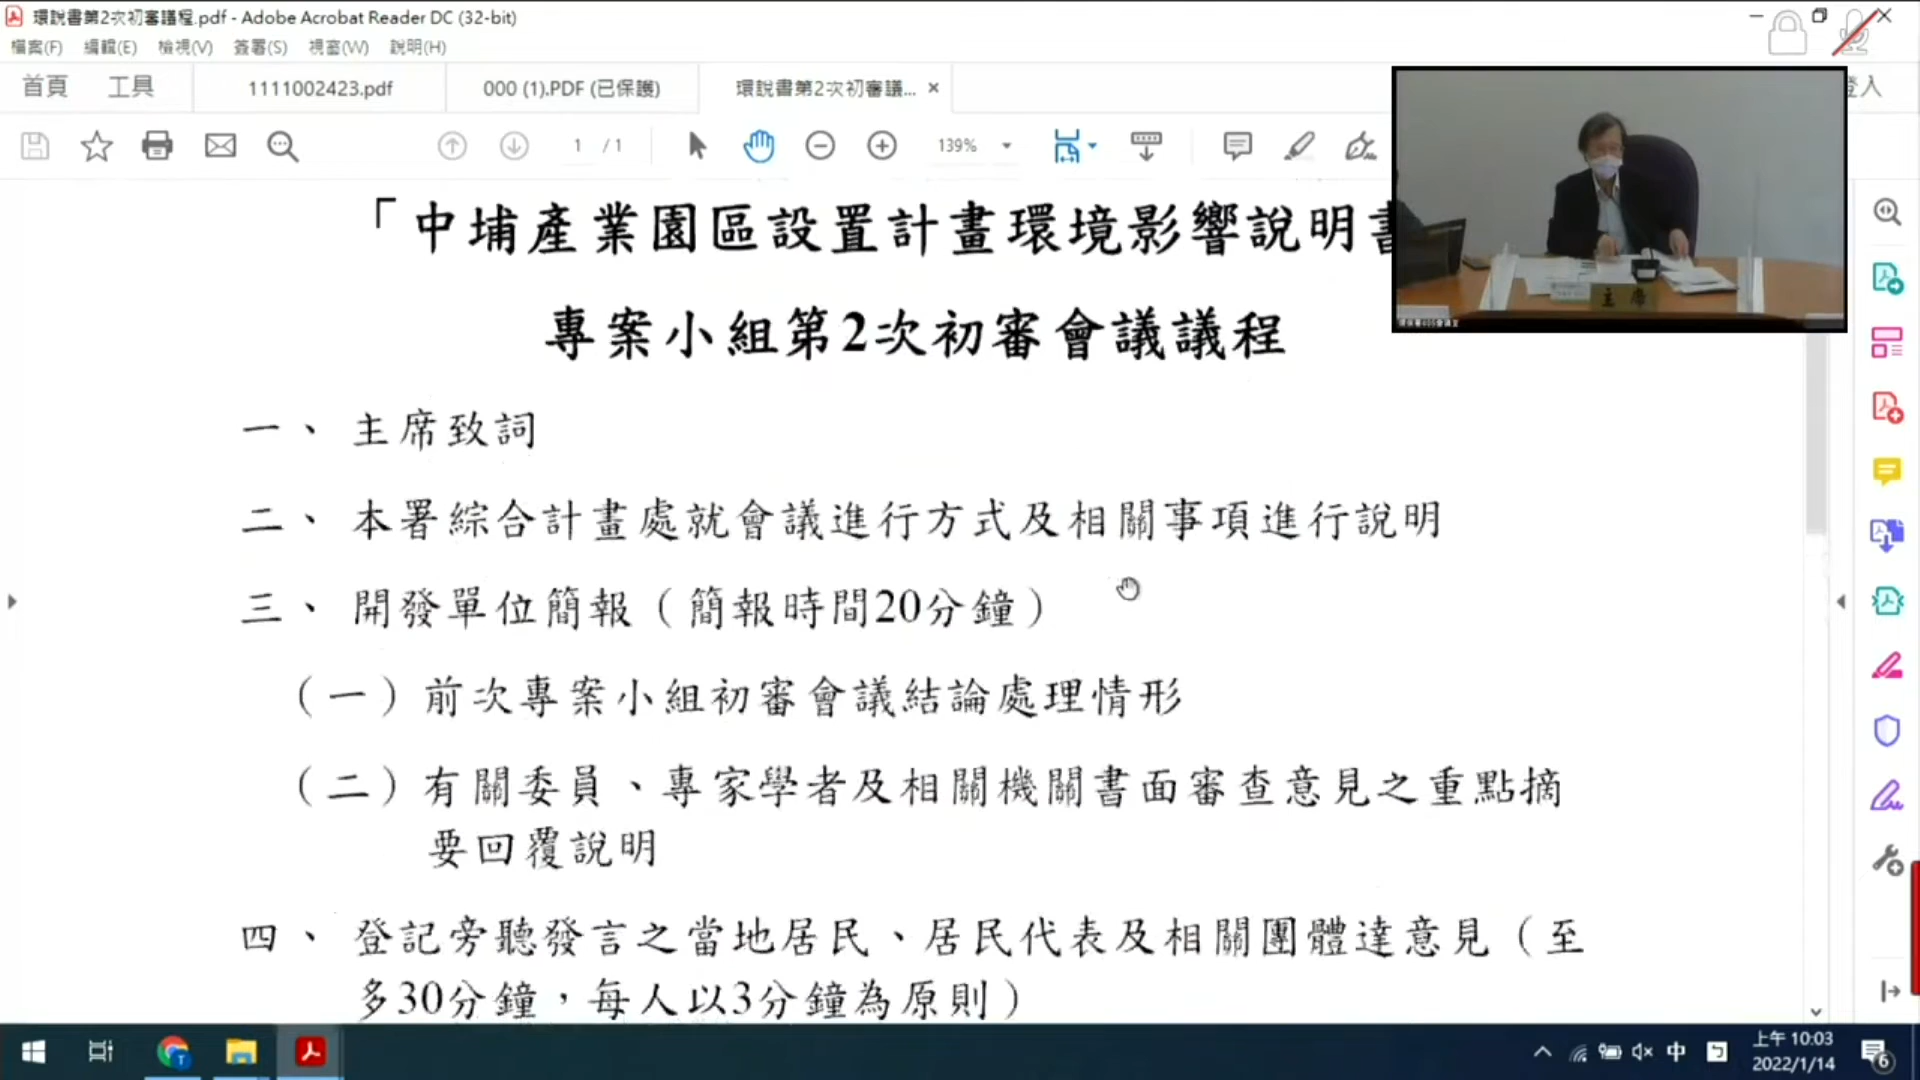 環說書第2次初審議程.pdf - Adobe Acrobat Reader DC (32-bit)
檔案(F) 編輯(E) 檢視(V) 簽署(S) 視窗(W) 說明(H)
首頁 工具 1111002423.pdf 000 (1).PDF (已保護) 環說書第2次初審議... × 登入
1 / 1 139%
「中埔產業園區設置計畫環境影響說明書
專案小組第2次初審會議議程
主席
一、主席致詞
二、本署綜合計畫處就會議進行方式及相關事項進行說明
三、開發單位簡報（簡報時間20分鐘）
（一）前次專案小組初審會議結論處理情形
（二）有關委員、專家學者及相關機關書面審查意見之重點摘
要回覆說明
四、登記旁聽發言之當地居民、居民代表及相關團體達意見（至
多30分鐘，每人以3分鐘為原則）
中 上午 10:03
2022/1/14 6